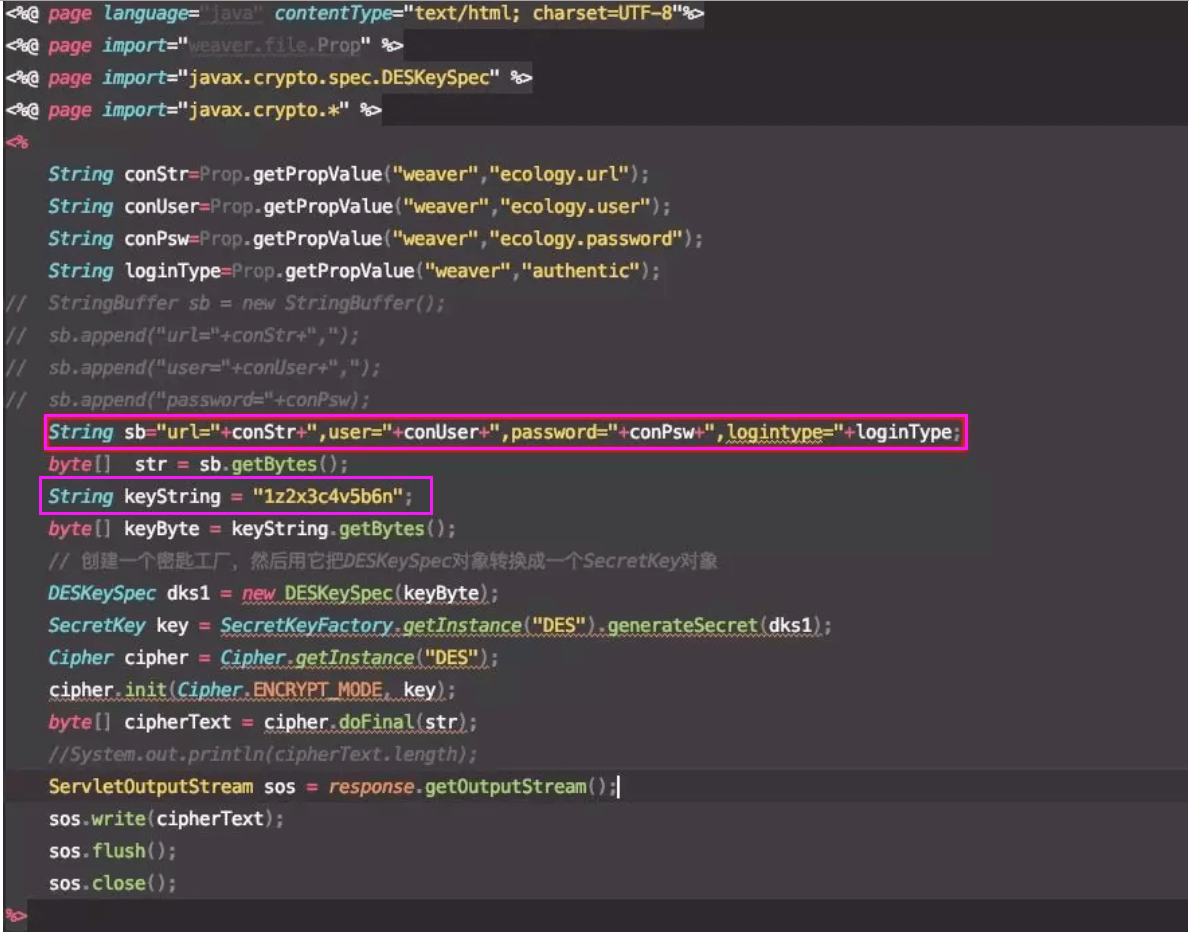 <%@ page language="java" contentType="text/html; charset=UTF-8"%>
<%@ page import="weaver.file.Prop" %>
<%@ page import="javax.crypto.spec.DESKeySpec" %>
<%@ page import="javax.crypto.*" %>
<%
String conStr=Prop.getPropValue("weaver","ecology.url");
String conUser=Prop.getPropValue("weaver","ecology.user");
String conPsw=Prop.getPropValue("weaver","ecology.password");
String loginType=Prop.getPropValue("weaver","authentic");
// StringBuffer sb = new StringBuffer();
// sb.append("url="+conStr+",");
// sb.append("user="+conUser+",");
// sb.append("password="+conPsw);
String sb="url="+conStr+",user="+conUser+",password="+conPsw+",logintype="+loginType;
byte[] str = sb.getBytes();
String keyString = "1z2x3c4v5b6n";
byte[] keyByte = keyString.getBytes();
// 创建一个密匙工厂，然后用它把DESKeySpec对象转换成一个SecretKey对象
DESKeySpec dks1 = new DESKeySpec(keyByte);
SecretKey key = SecretKeyFactory.getInstance("DES").generateSecret(dks1);
Cipher cipher = Cipher.getInstance("DES");
cipher.init(Cipher.ENCRYPT_MODE, key);
byte[] cipherText = cipher.doFinal(str);
//System.out.println(cipherText.length);
ServletOutputStream sos = response.getOutputStream();
sos.write(cipherText);
sos.flush();
sos.close();
%>